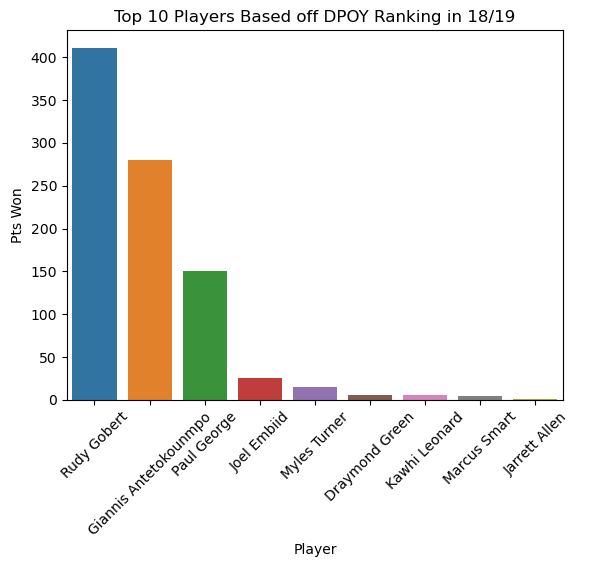 Top 10 Players Based off DPOY Ranking in 18/19
Pts Won
400
350
300
250
200
150
100
50
0
Rudy Gobert
Giannis Antetokounmpo
Paul George
Joel Embiid
Myles Turner
Draymond Green
Kawhi Leonard
Marcus Smart
Jarrett Allen
Player